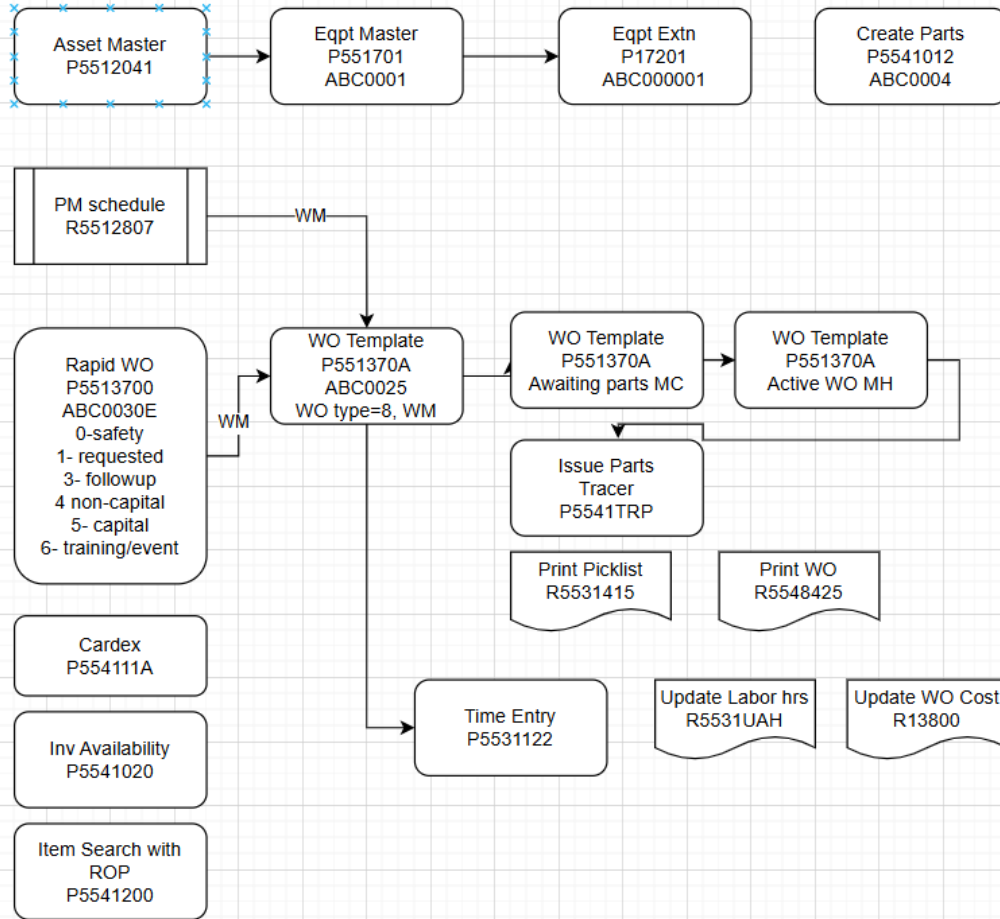 Asset Master
P5512041
Eqpt Master
P551701
ABC0001
Eqpt Extn
P17201
ABC000001
Create Parts
P5541012
ABC0004
PM schedule
R5512807
WM
Rapid WO
P5513700
ABC0030E
0-safety
1- requested
3- followup
4 non-capital
5- capital
6- training/event
WM
WO Template
P551370A
ABC0025
WO type=8, WM
WO Template
P551370A
Awaiting parts MC
WO Template
P551370A
Active WO MH
Issue Parts
Tracer
P5541TRP
Print Picklist
R5531415
Print WO
R5548425
Cardex
P554111A
Time Entry
P5531122
Update Labor hrs
R5531UAH
Update WO Cost
R13800
Inv Availability
P5541020
Item Search with
ROP
P5541200